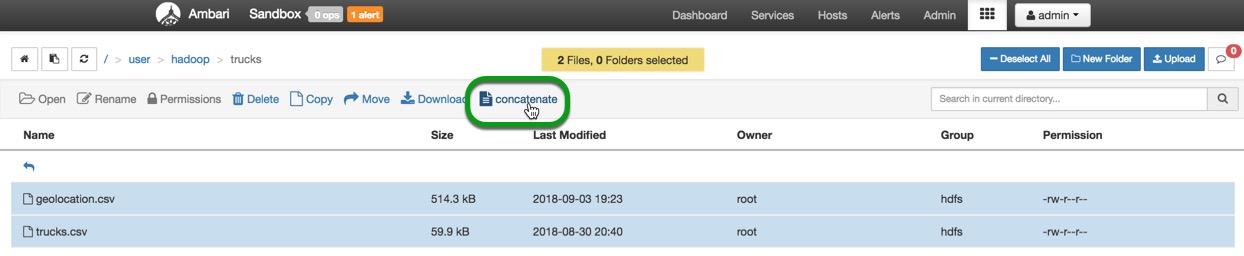 Ambari Sandbox 0 ops 1 alert Dashboard Services Hosts Alerts Admin admin
/ > user > hadoop > trucks 2 Files, 0 Folders selected Deselect All New Folder Upload 0
Open Rename Permissions Delete Copy Move Download concatenate Search in current directory...
Name Size Last Modified Owner Group Permission
geolocation.csv 514.3 kB 2018-09-03 19:23 root hdfs -rw-r--r--
trucks.csv 59.9 kB 2018-08-30 20:40 root hdfs -rw-r--r--